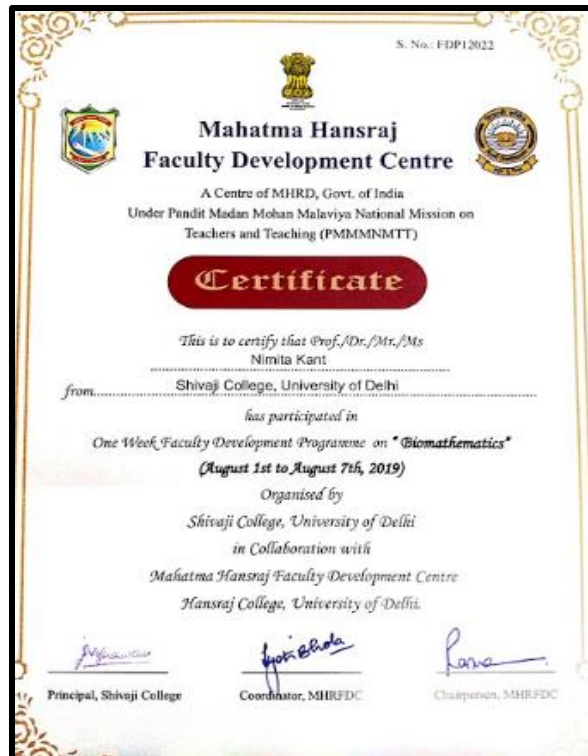 S. No.: FDP12022
Mahatma Hansraj
Faculty Development Centre
A Centre of MHRD, Govt. of India
Under Pandit Madan Mohan Malaviya National Mission on
Teachers and Teaching (PMMMNMTT)
Certificate
This is to certify that Prof./Dr./Mr./Ms
Nimita Kant
from Shivaji College, University of Delhi
has participated in
One Week Faculty Development Programme on " Biomathematics"
(August 1st to August 7th, 2019)
Organised by
Shivaji College, University of Delhi
in Collaboration with
Mahatma Hansraj Faculty Development Centre
Hansraj College, University of Delhi.
Jyoti Bhola
Principal, Shivaji College Coordinator, MHRFDC Chairperson, MHRFDC